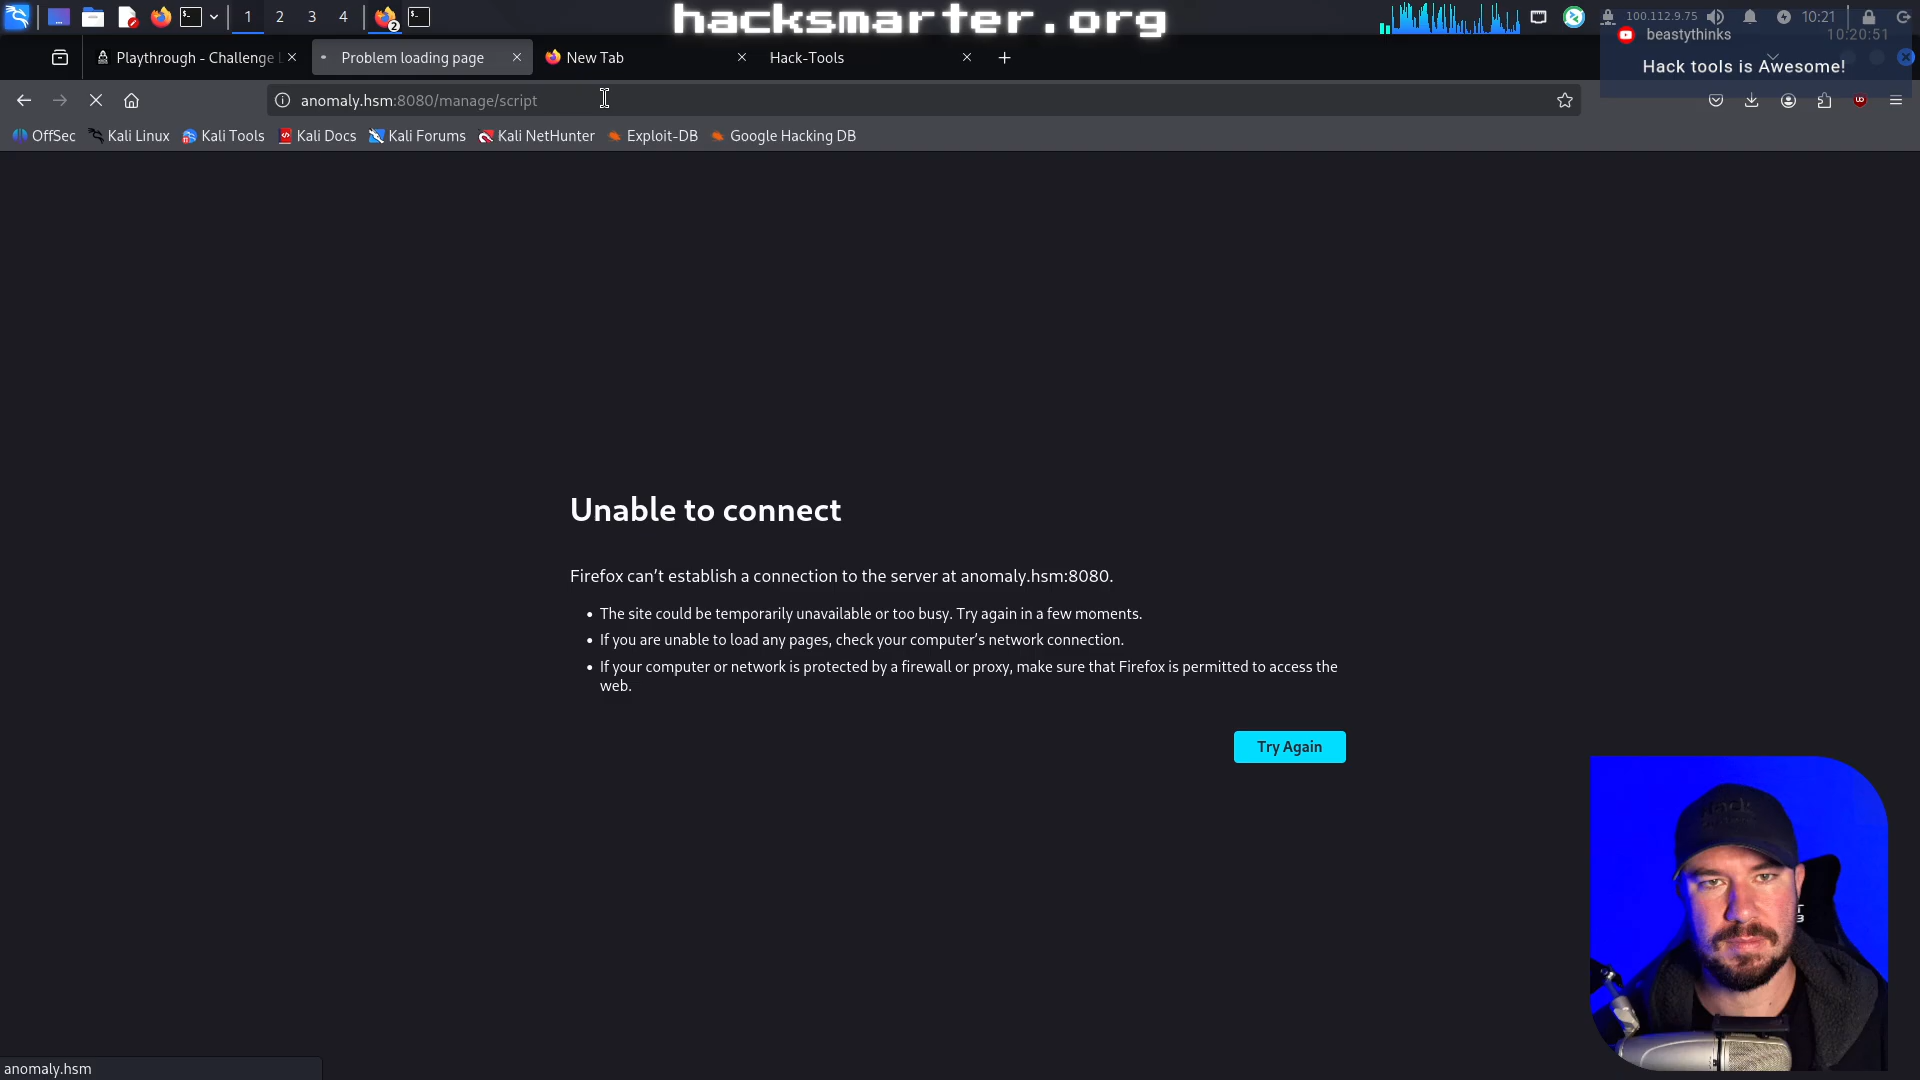 1 2 3 4
2
hacksmarter.org
100.112.9.75
10:21
beastythinks
10:20:51
Hack tools is Awesome!
Playthrough - Challenge
Problem loading page
New Tab
Hack-Tools
anomaly.hsm:8080/manage/script
OffSec
Kali Linux
Kali Tools
Kali Docs
Kali Forums
Kali NetHunter
Exploit-DB
Google Hacking DB
Unable to connect
Firefox can’t establish a connection to the server at anomaly.hsm:8080.
• The site could be temporarily unavailable or too busy. Try again in a few moments.
• If you are unable to load any pages, check your computer’s network connection.
• If your computer or network is protected by a firewall or proxy, make sure that Firefox is permitted to access the
web.
Try Again
anomaly.hsm